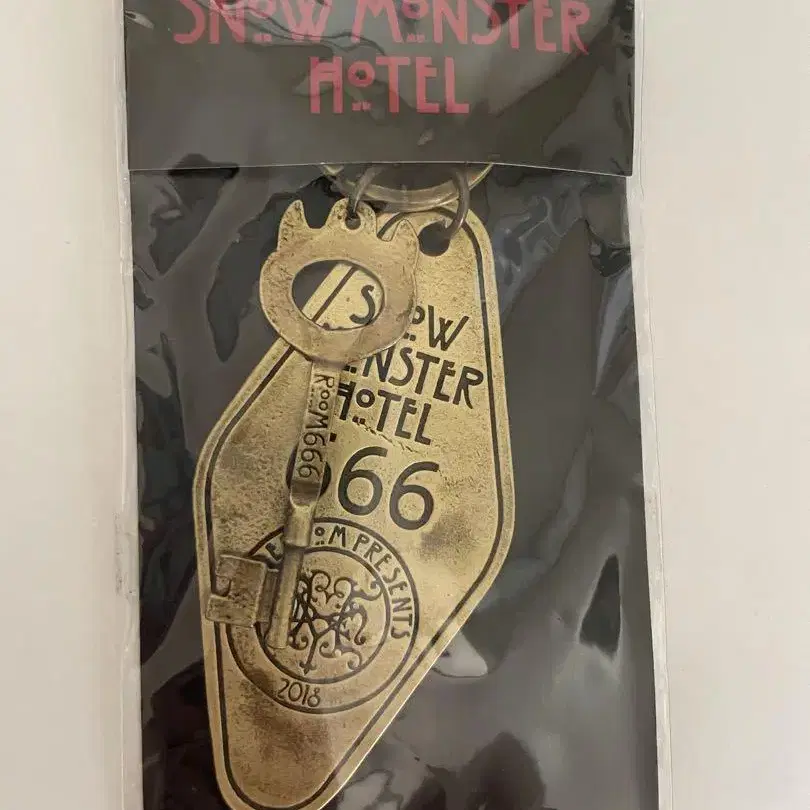 SNOW MONSTER
HOTEL
SNOW
MONSTER
HOTEL
666
ROOM666
PRESENTS
2018